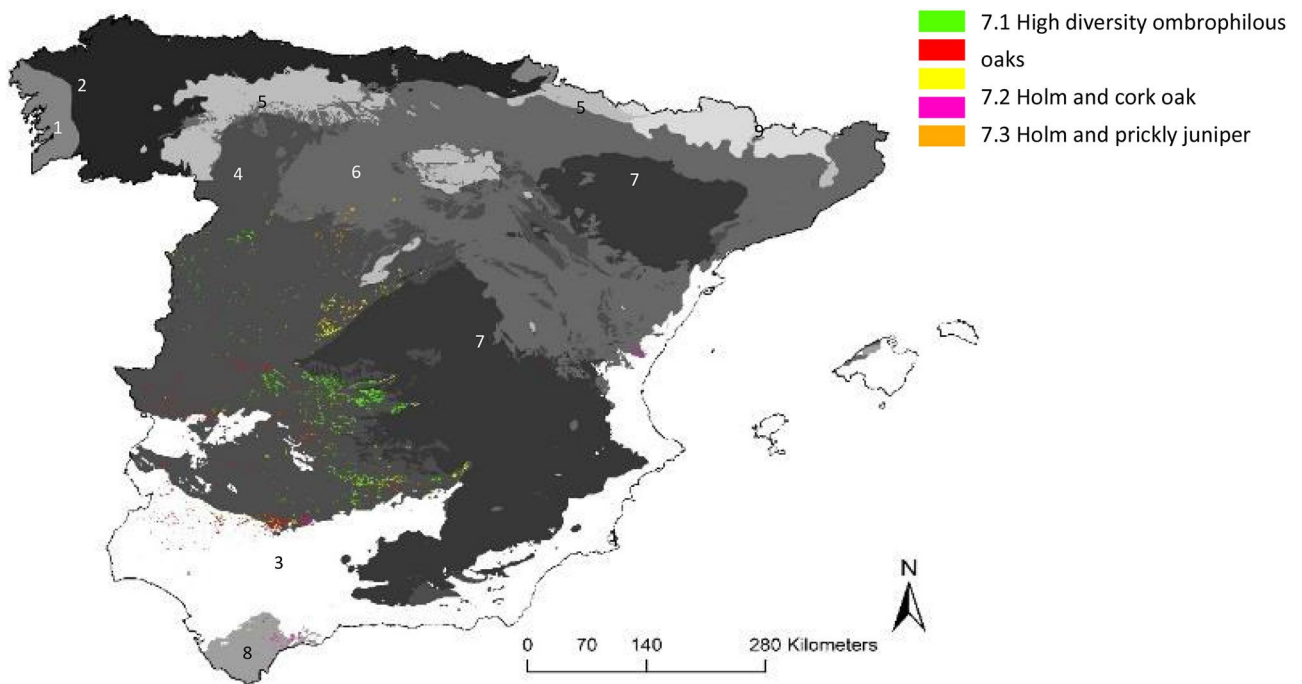 7.1 High diversity ombrophilous
oaks
7.2 Holm and cork oak
7.3 Holm and prickly juniper
2
1
5
5
9
4
6
7
7
3
8
N
0 70 140 280 Kilometers